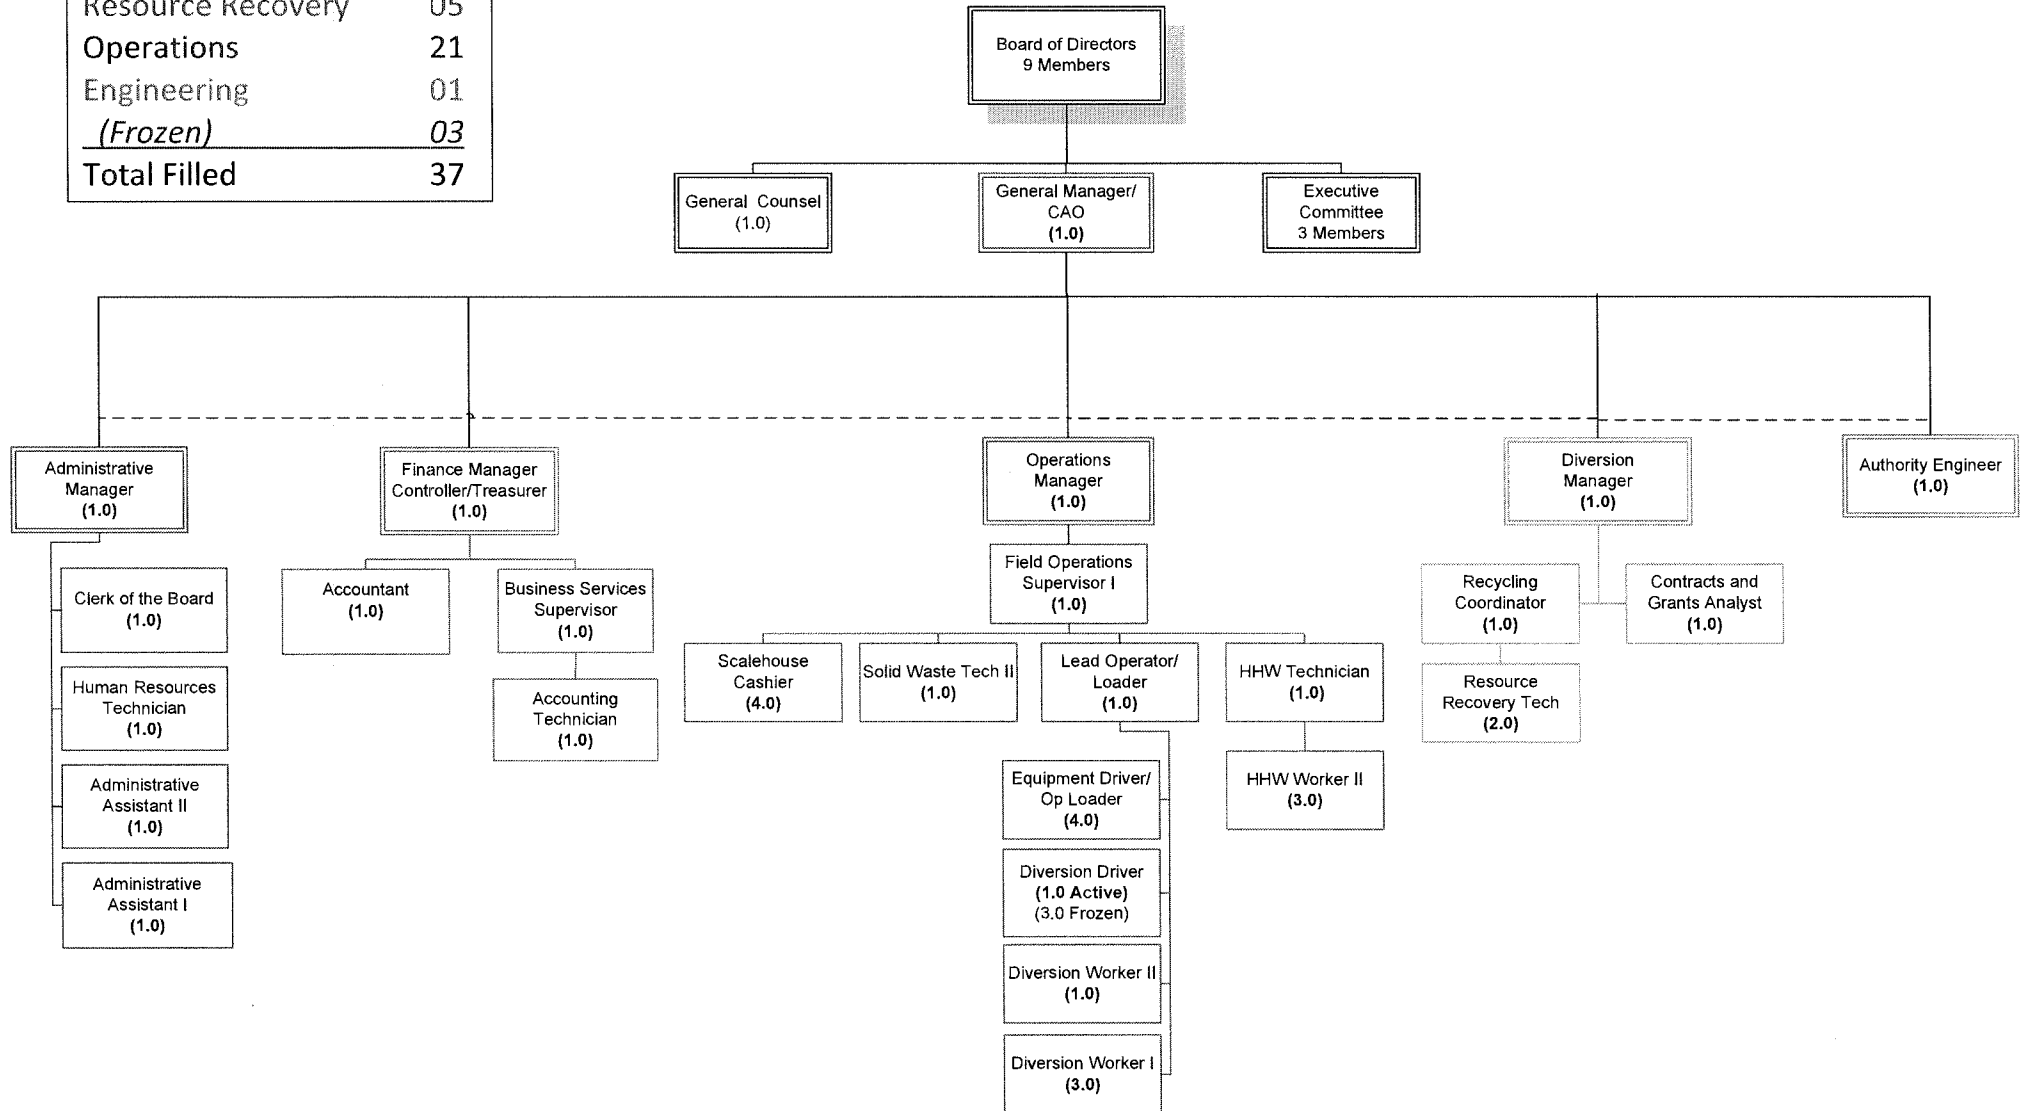 Resource Recovery 05
Operations 21
Engineering 01
(Frozen) 03
Total Filled 37
Board of Directors
9 Members
General Counsel
(1.0)
General Manager/
CAO
(1.0)
Executive
Committee
3 Members
Administrative
Manager
(1.0)
Finance Manager
Controller/Treasurer
(1.0)
Operations
Manager
(1.0)
Diversion
Manager
(1.0)
Authority Engineer
(1.0)
Clerk of the Board
(1.0)
Human Resources
Technician
(1.0)
Administrative
Assistant II
(1.0)
Administrative
Assistant I
(1.0)
Accountant
(1.0)
Business Services
Supervisor
(1.0)
Accounting
Technician
(1.0)
Field Operations
Supervisor I
(1.0)
Scalehouse
Cashier
(4.0)
Solid Waste Tech II
(1.0)
Lead Operator/
Loader
(1.0)
HHW Technician
(1.0)
Equipment Driver/
Op Loader
(4.0)
Diversion Driver
(1.0 Active)
(3.0 Frozen)
Diversion Worker II
(1.0)
Diversion Worker I
(3.0)
HHW Worker II
(3.0)
Recycling
Coordinator
(1.0)
Contracts and
Grants Analyst
(1.0)
Resource
Recovery Tech
(2.0)